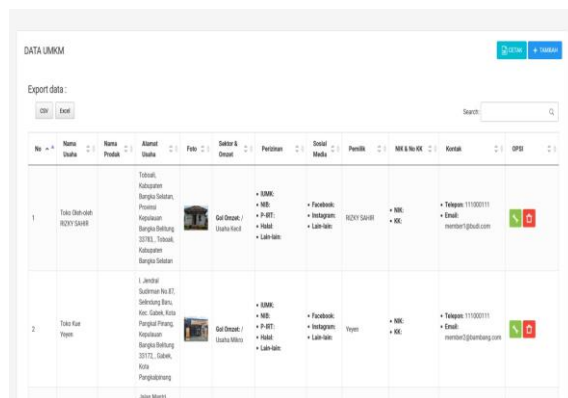 DATA UMKM
CETAK
+ TAMBAH
Export data :
CSV Excel
Search:
No Nama Usaha Nama Produk Alamat Usaha Foto Sektor & Omzet Perizinan Sosial Media Pemilik NIK & No KK Kontak OPSI
1
Toko Oleh-oleh
RIZKY SAHIR
Toboali,
Kabupaten
Bangka Selatan,
Provinsi
Kepulauan
Bangka Belitung
33783,, Toboali,
Kabupaten
Bangka Selatan
Gol Omzet: /
Usaha Kecil
• IUMK:
• NIB:
• P-IRT:
• Halal:
• Lain-lain:
• Facebook:
• Instagram:
• Lain-lain:
RIZKY SAHIR
• NIK:
• KK:
• Telepon: 111000111
• Email:
member1@budi.com
2
Toko Kue
Yeyen
l. Jendral
Sudirman No.87,
Selindung Baru,
Kec. Gabek, Kota
Pangkal Pinang,
Kepulauan
Bangka Belitung
33172,, Gabek,
Kota
Pangkalpinang
Gol Omzet: /
Usaha Mikro
• IUMK:
• NIB:
• P-IRT:
• Halal:
• Lain-lain:
• Facebook:
• Instagram:
• Lain-lain:
Yeyen
• NIK:
• KK:
• Telepon: 111000111
• Email:
member2@bambang.com